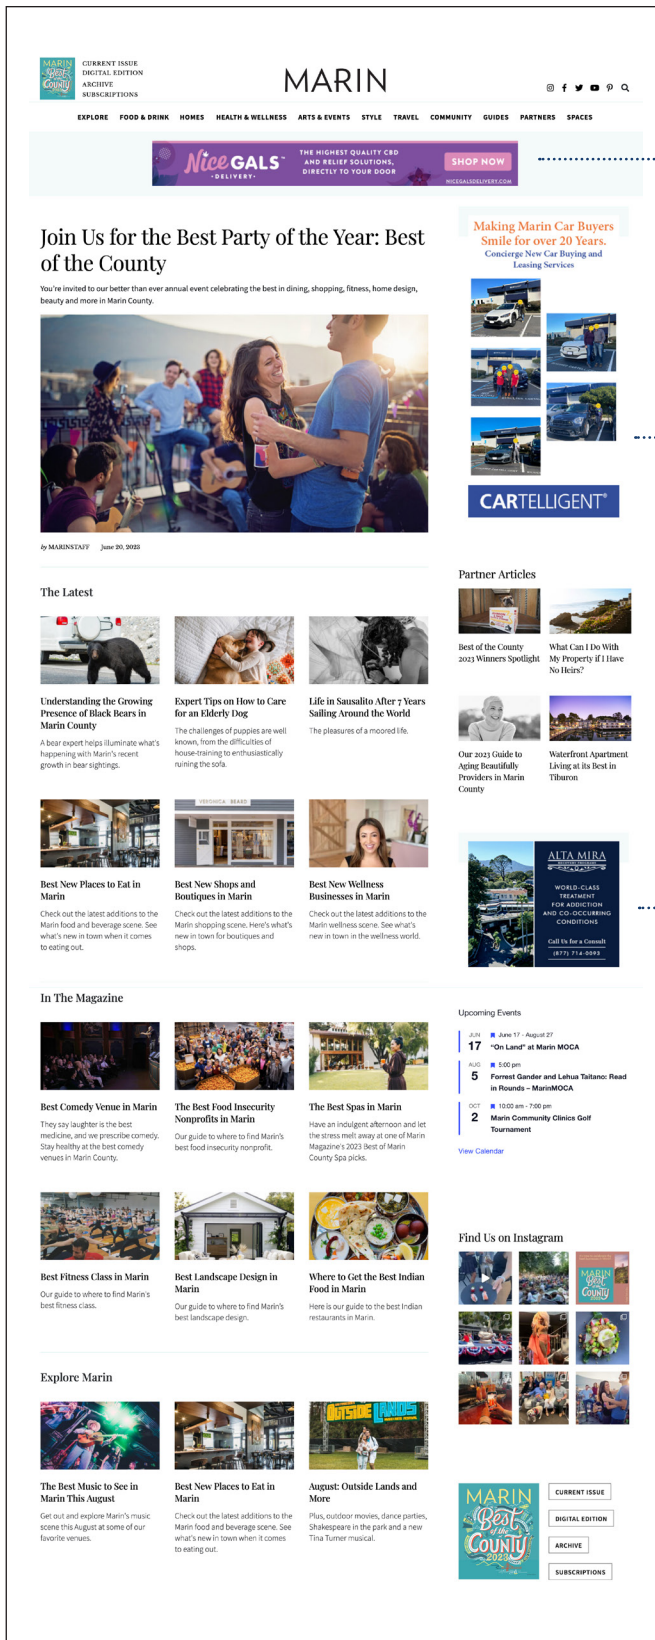 MARIN
Best
of the
COUNTY
CURRENT ISSUE
DIGITAL EDITION
ARCHIVE
SUBSCRIPTIONS
MARIN
EXPLORE FOOD & DRINK HOMES HEALTH & WELLNESS ARTS & EVENTS STYLE TRAVEL COMMUNITY GUIDES PARTNERS SPACES
Nice GALS
•DELIVERY•
THE HIGHEST QUALITY CBD
AND RELIEF SOLUTIONS,
DIRECTLY TO YOUR DOOR
SHOP NOW
NICEGALSDELIVERY.COM
Join Us for the Best Party of the Year: Best
of the County
You're invited to our better than ever annual event celebrating the best in dining, shopping, fitness, home design,
beauty and more in Marin County.
by MARINSTAFF June 20, 2023
Making Marin Car Buyers
Smile for over 20 Years.
Concierge New Car Buying and
Leasing Services
CARTELLIGENT®
The Latest
Understanding the Growing
Presence of Black Bears in
Marin County
A bear expert helps illuminate what's
happening with Marin's recent
growth in bear sightings.
Expert Tips on How to Care
for an Elderly Dog
The challenges of puppies are well
known, from the difficulties of
house-training to enthusiastically
ruining the sofa.
Life in Sausalito After 7 Years
Sailing Around the World
The pleasures of a moored life.
Partner Articles
Best of the County
2023 Winners Spotlight
What Can I Do With
My Property if I Have
No Heirs?
Our 2023 Guide to
Aging Beautifully
Providers in Marin
County
Waterfront Apartment
Living at its Best in
Tiburon
VERONICA BEARD
Best New Places to Eat in
Marin
Check out the latest additions to the
Marin food and beverage scene. See
what's new in town when it comes
to eating out.
Best New Shops and
Boutiques in Marin
Check out the latest additions to the
Marin shopping scene. Here's what's
new in town for boutiques and
shops.
Best New Wellness
Businesses in Marin
Check out the latest additions to the
Marin wellness scene. See what's
new in town in the wellness world.
ALTA MIRA
WORLD-CLASS
TREATMENT
FOR ADDICTION
AND CO-OCCURRING
CONDITIONS
Call Us for a Consult
(877) 714-0093
In The Magazine
Best Comedy Venue in Marin
They say laughter is the best
medicine, and we prescribe comedy.
Stay healthy at the best comedy
venues in Marin County.
The Best Food Insecurity
Nonprofits in Marin
Our guide to where to find Marin's
best food insecurity nonprofit.
The Best Spas in Marin
Have an indulgent afternoon and let
the stress melt away at one of Marin
Magazine's 2023 Best of Marin
County Spa picks.
Upcoming Events
JUN
17
June 17 - August 27
"On Land" at Marin MOCA
AUG
5
5:00 pm
Forrest Gander and Lehua Taitano: Read
in Rounds – MarinMOCA
OCT
2
10:00 am - 7:00 pm
Marin Community Clinics Golf
Tournament
View Calendar
Best Fitness Class in Marin
Our guide to where to find Marin's
best fitness class.
Best Landscape Design in
Marin
Our guide to where to find Marin's
best landscape design.
Where to Get the Best Indian
Food in Marin
Here is our guide to the best Indian
restaurants in Marin.
Find Us on Instagram
MARIN
Best
of the
COUNTY
Explore Marin
OUTSIDE LANDS
The Best Music to See in
Marin This August
Get out and explore Marin's music
scene this August at some of our
favorite venues.
Best New Places to Eat in
Marin
Check out the latest additions to the
Marin food and beverage scene. See
what's new in town when it comes
to eating out.
August: Outside Lands and
More
Plus, outdoor movies, dance parties,
Shakespeare in the park and a new
Tina Turner musical.
MARIN
Best
of the
COUNTY
2023
CURRENT ISSUE
DIGITAL EDITION
ARCHIVE
SUBSCRIPTIONS